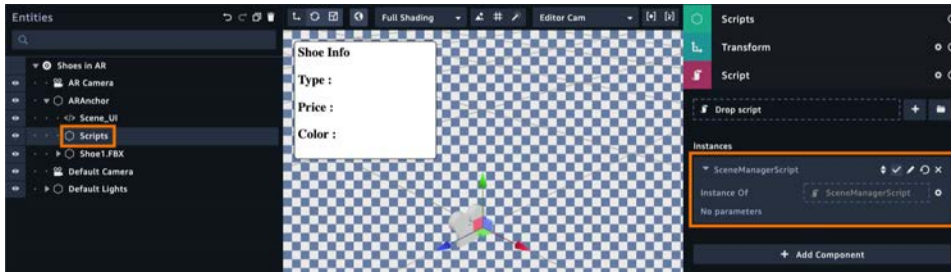 Entities
Shoes in AR
AR Camera
ARAnchor
</> Scene_UI
Scripts
Shoe1.FBX
Default Camera
Default Lights
Full Shading
Editor Cam
Shoe Info
Type :
Price :
Color :
Scripts
Transform
Script
Drop script
Instances
SceneManagerScript
Instance Of
SceneManagerScript
No parameters
+ Add Component